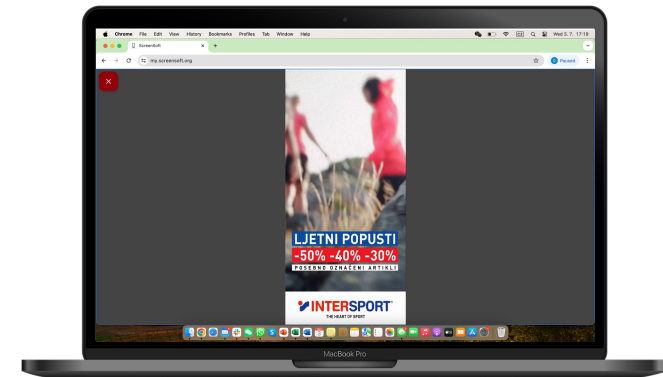 Chrome File Edit View History Bookmarks Profiles Tab Window Help
Wed 3. 7. 17:18
ScreenSoft
my.screensoft.org
Paused
LJETNI POPUSTI
-50% -40% -30%
POSEBNO OZNAČENI ARTIKLI
INTERSPORT
THE HEART OF SPORT
MacBook Pro